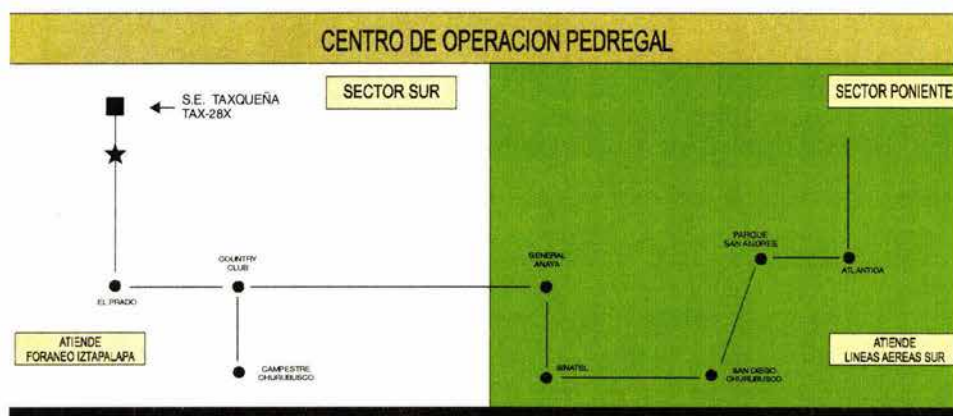 CENTRO DE OPERACION PEDREGAL
SECTOR SUR
SECTOR PONIENTE
S.E. TAXQUEÑA
TAX-28X
PARQUE
SAN ANDRES
COUNTRY
CLUB
GENERAL
ANAYA
ATLANTIDA
EL PRADO
ATIENDE
FORANEO IZTAPALAPA
CAMPESTRE
CHURUBUSCO
SINATEL
SAN DIEGO
CHURUBUSCO
ATIENDE
LINEAS AEREAS SUR